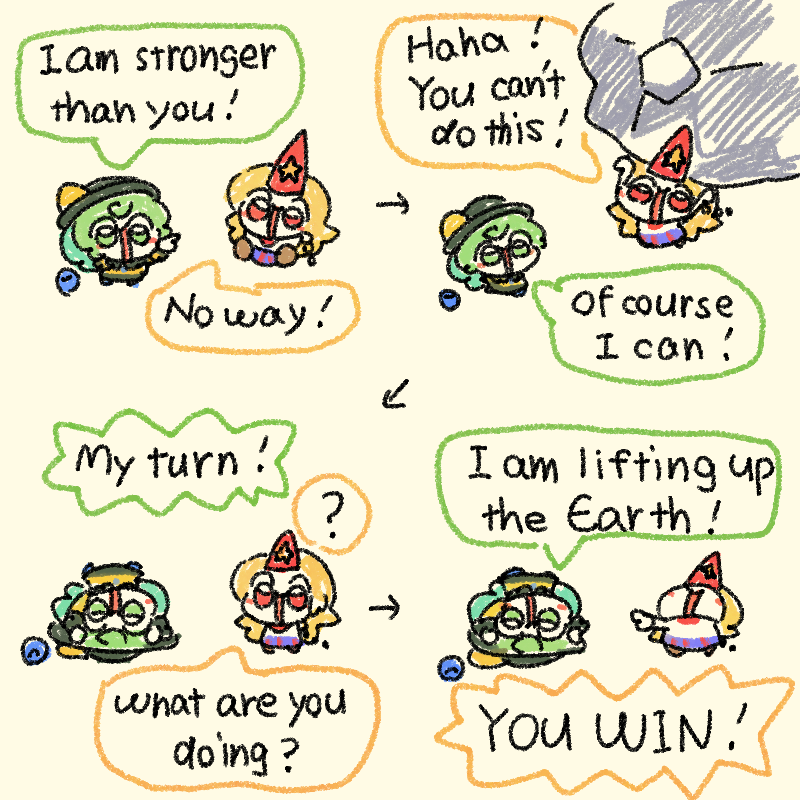 I am stronger
than you!
No way!
Haha!
You can't
do this!
Of course
I can!
My turn!
?
What are you
doing?
I am lifting up
the Earth!
YOU WIN!